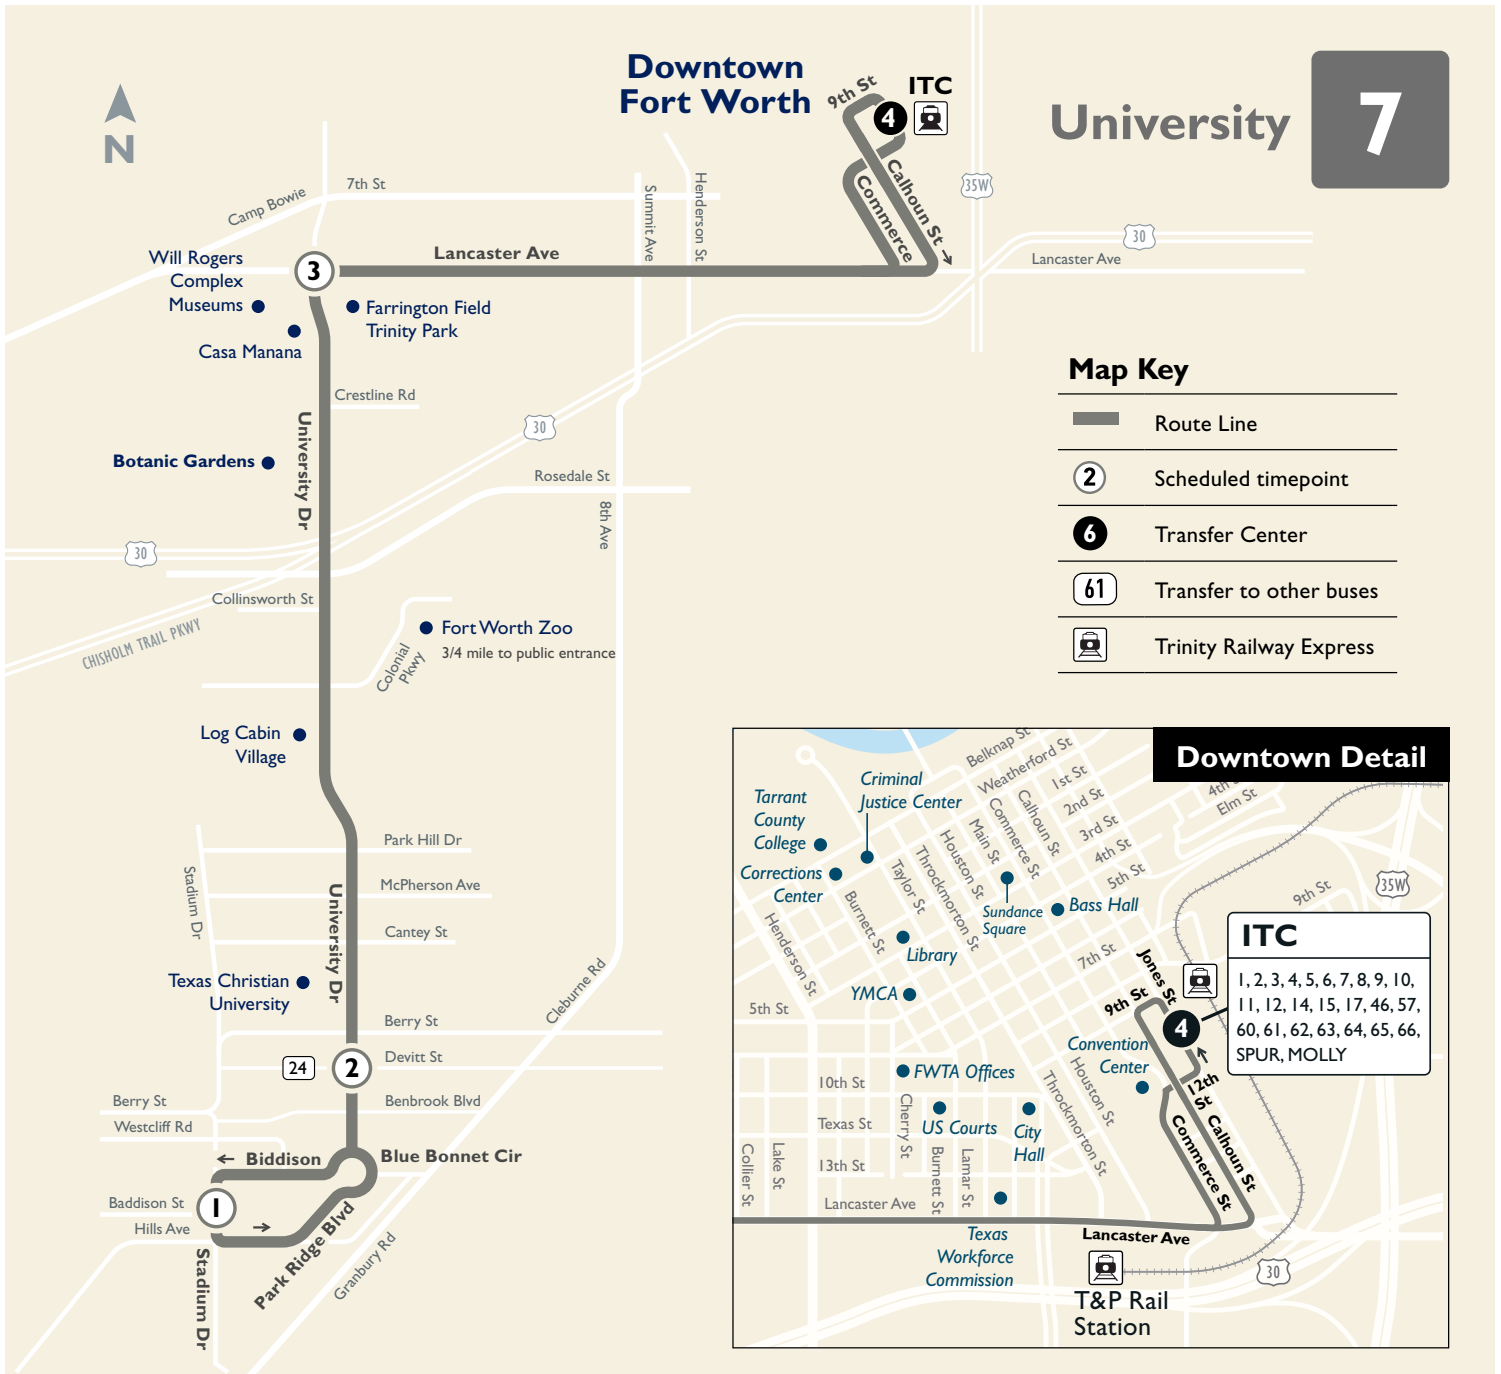 Downtown
Fort Worth
ITC
9th St
4
University
7
N
7th St
Camp Bowie
Summit Ave
Henderson St
Calhoun St
Commerce
35W
30
Lancaster Ave
Lancaster Ave
Will Rogers
Complex
Museums
3
Farrington Field
Trinity Park
Casa Manana
Crestline Rd
University Dr
30
Botanic Gardens
Rosedale St
8th Ave
30
Collinsworth St
CHISHOLM TRAIL PKWY
Fort Worth Zoo
3/4 mile to public entrance
Colonial
Pkwy
Log Cabin
Village
Park Hill Dr
Stadium Dr
McPherson Ave
University Dr
Cantey St
Texas Christian
University
Cleburne Rd
Berry St
Devitt St
24
2
Berry St
Benbrook Blvd
Westcliff Rd
Biddison
Blue Bonnet Cir
Baddison St
1
Hills Ave
Park Ridge Blvd
Granbury Rd
Stadium Dr
Map Key
Route Line
2
Scheduled timepoint
6
Transfer Center
61
Transfer to other buses
Trinity Railway Express
Downtown Detail
Belknap St
Weatherford St
1st St
2nd St
3rd St
4th St
5th St
4th St
Elm St
Criminal
Justice Center
Tarrant
County
College
Corrections
Center
Calhoun St
Commerce St
Main St
Houston St
Throckmorton St
Taylor St
Burnett St
Henderson St
Sundance
Square
Bass Hall
Library
YMCA
7th St
35W
9th St
ITC
1, 2, 3, 4, 5, 6, 7, 8, 9, 10,
11, 12, 14, 15, 17, 46, 57,
60, 61, 62, 63, 64, 65, 66,
SPUR, MOLLY
Jones St
9th St
4
5th St
Convention
Center
12th
St
10th St
FWTA Offices
Houston St
Throckmorton St
Cherry St
US Courts
City
Hall
Texas St
13th St
Collier St
Lake St
Burnett St
Lamar St
Commerce St
Calhoun St
Lancaster Ave
Lancaster Ave
Texas
Workforce
Commission
30
T&P Rail
Station